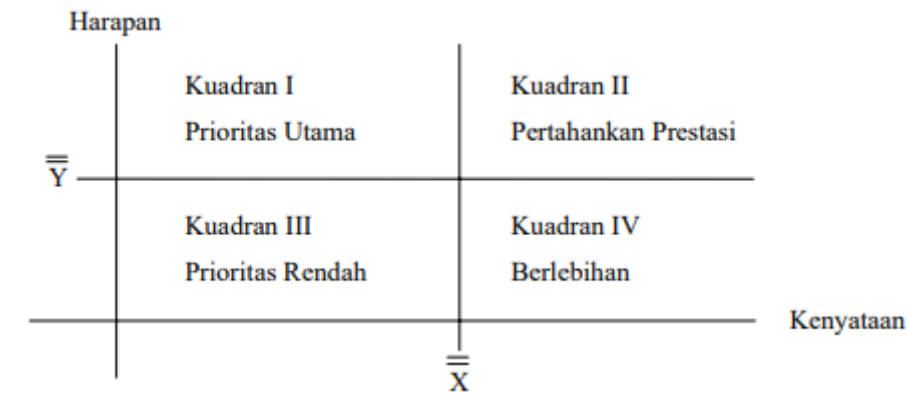 Harapan
Kuadran I
Prioritas Utama
Kuadran II
Pertahankan Prestasi
Y̿
Kuadran III
Prioritas Rendah
Kuadran IV
Berlebihan
Kenyataan
X̿